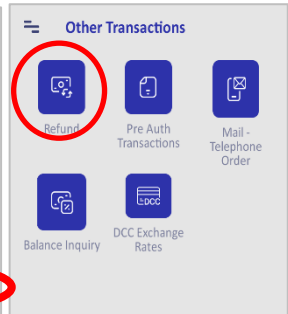 Other Transactions
Refund
Pre Auth
Transactions
Mail -
Telephone
Order
Balance Inquiry
DCC
DCC Exchange
Rates